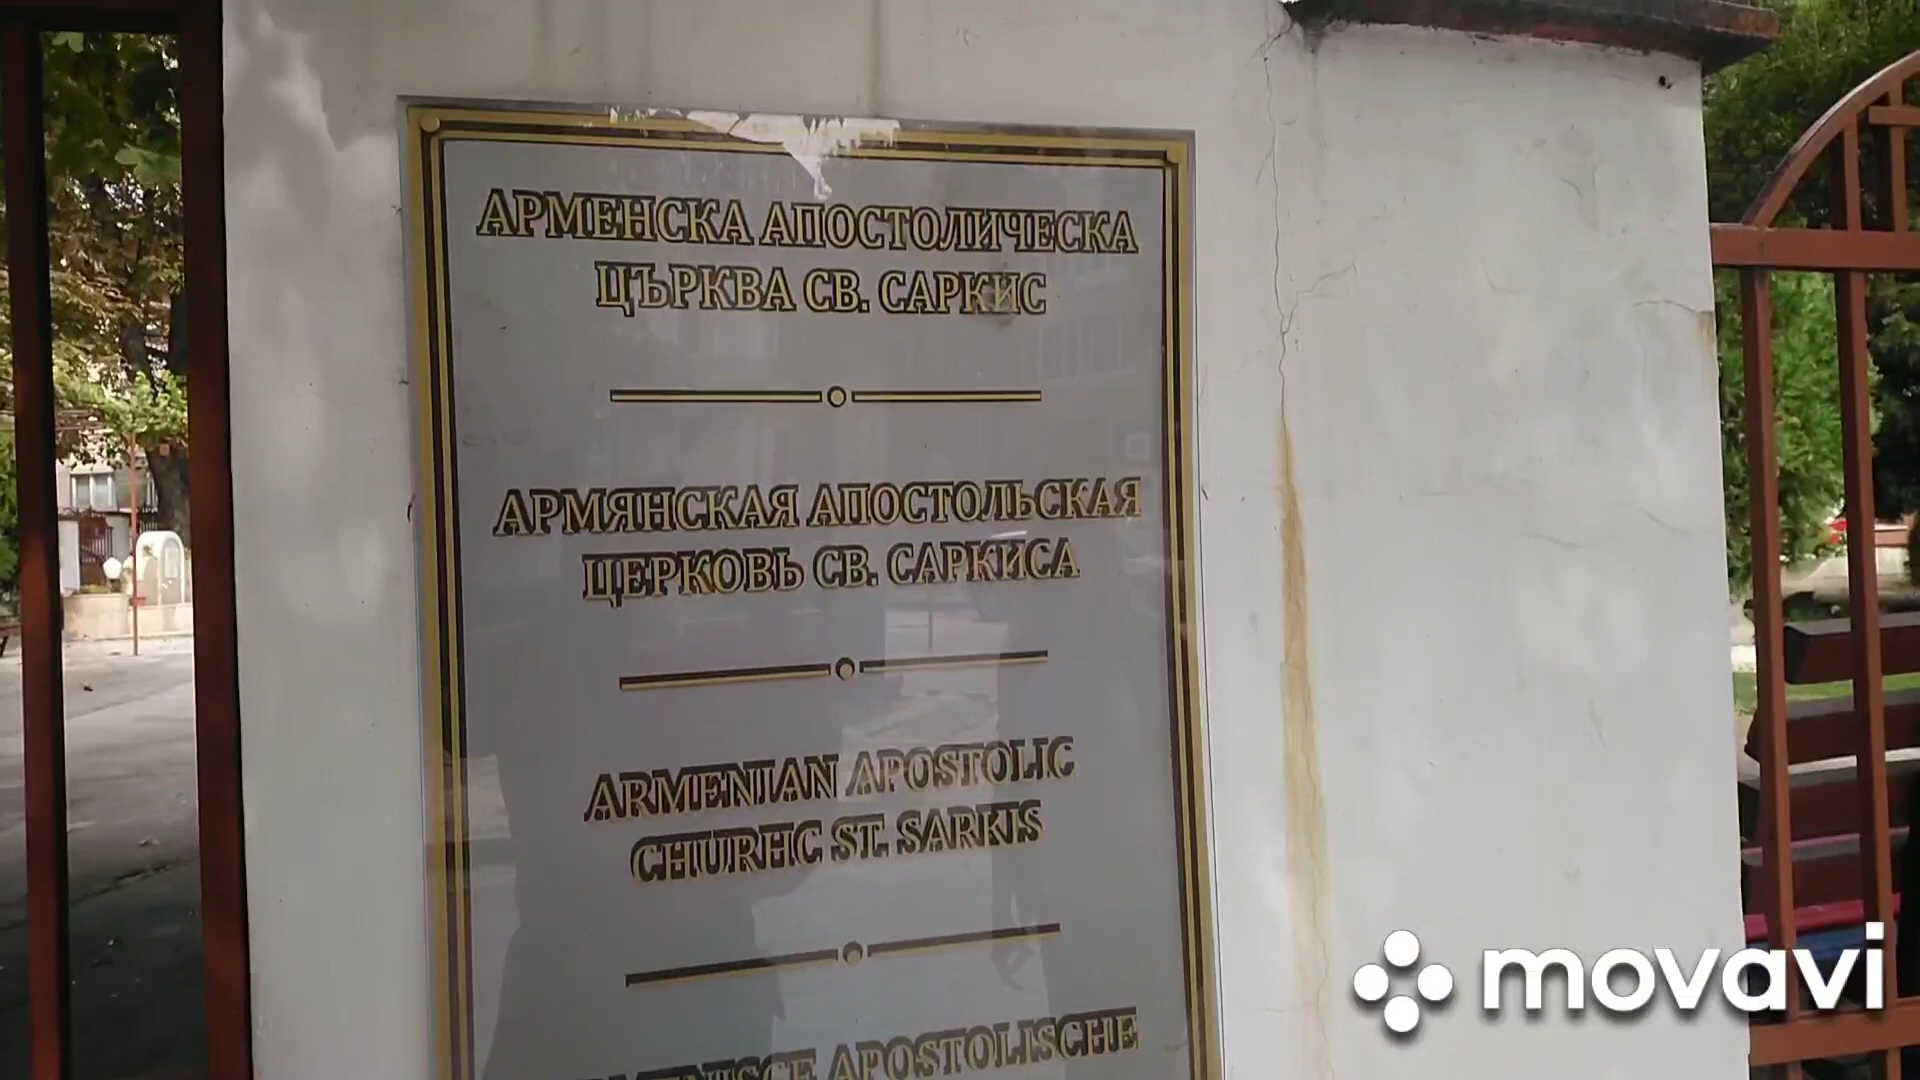 АРМЕНСКА АПОСТОЛИЧЕСКА
ЦЪРКВА СВ. САРКИС
АРМЯНСКАЯ АПОСТОЛЬСКАЯ
ЦЕРКОВЬ СВ. САРКИСА
ARMENIAN APOSTOLIC
CHURHC ST. SARKIS
APOSTOLISCHE
movavi